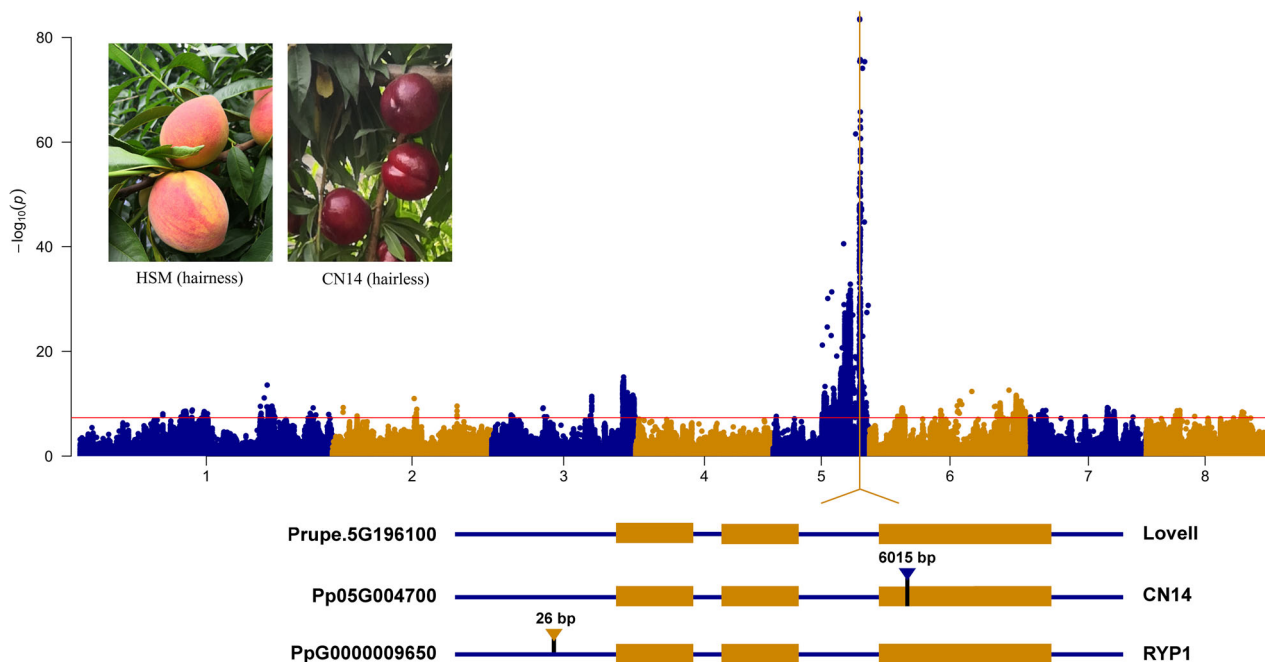 80
60
40
20
0
−log₁₀(p)
HSM (hairness)
CN14 (hairless)
1 2 3 4 5 6 7 8
Prupe.5G196100 Lovell
6015 bp
Pp05G004700 CN14
26 bp
PpG0000009650 RYP1